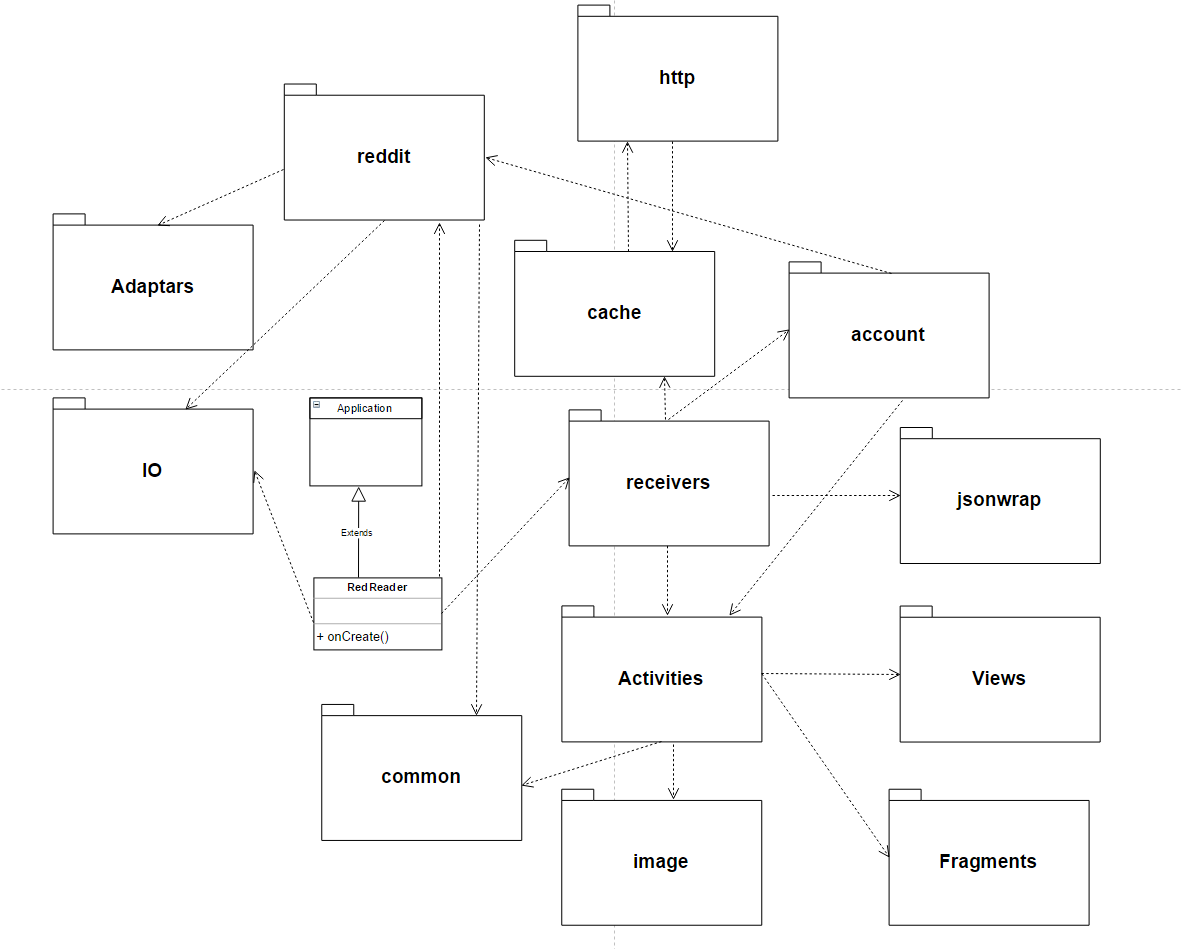 http
reddit
Adaptars
cache
account
Application
IO
receivers
jsonwrap
Extends
RedReader
+ onCreate()
Activities
Views
common
image
Fragments